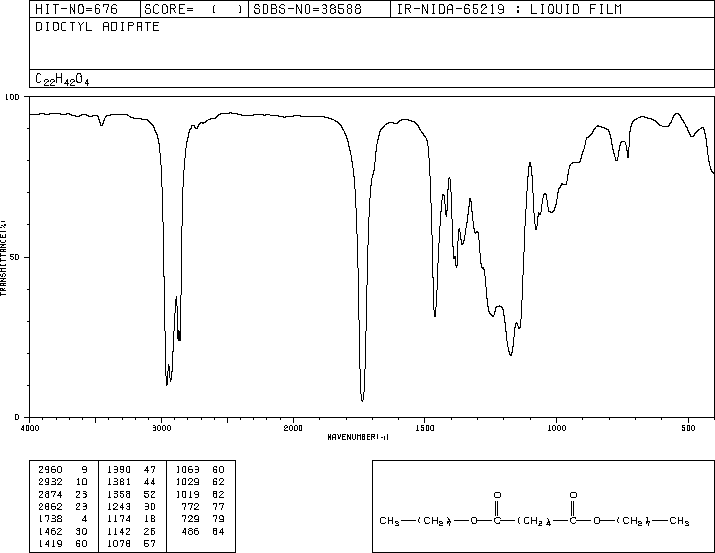 HIT-NO=676 SCORE= ( ) SDBS-NO=38588 IR-NIDA-65219 : LIQUID FILM
DIOCTYL ADIPATE
C22H42O4
100
50
0
TRANSMITTANCE(%)
4000 3000 2000 1500 1000 500
WAVENUMBER(-1)
2960 9 1390 47 1063 60
2932 10 1381 44 1029 62
2874 23 1358 52 1019 62
2862 23 1243 30 772 77
1738 4 1174 18 729 79
1462 30 1142 26 486 84
1419 60 1078 57
O O
CH3—(CH2)7—O—C—(CH2)4—C—O—(CH2)7—CH3